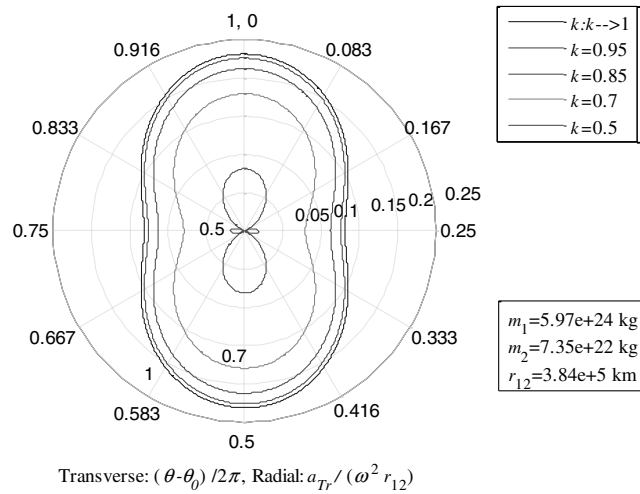 1, 0
0.916
0.083
0.833
0.167
0.75
0.5
0.05
0.1
0.15
0.2
0.25
0.25
0.667
0.333
0.7
1
0.583
0.416
0.5
k:k-->1
k=0.95
k=0.85
k=0.7
k=0.5
m₁=5.97e+24 kg
m₂=7.35e+22 kg
r₁₂=3.84e+5 km
Transverse: (θ-θ₀) /2π, Radial: a_Tr / (ω² r₁₂)